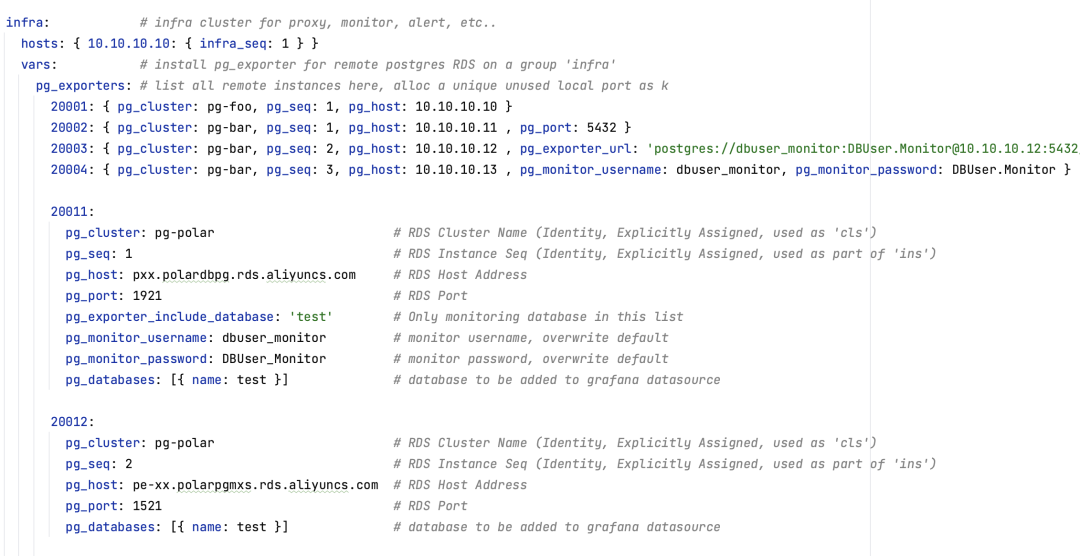 infra:            # infra cluster for proxy, monitor, alert, etc..
  hosts: { 10.10.10.10: { infra_seq: 1 } }
  vars:           # install pg_exporter for remote postgres RDS on a group 'infra'
    pg_exporters: # list all remote instances here, alloc a unique unused local port as k
      20001: { pg_cluster: pg-foo, pg_seq: 1, pg_host: 10.10.10.10 }
      20002: { pg_cluster: pg-bar, pg_seq: 1, pg_host: 10.10.10.11 , pg_port: 5432 }
      20003: { pg_cluster: pg-bar, pg_seq: 2, pg_host: 10.10.10.12 , pg_exporter_url: 'postgres://dbuser_monitor:DBUser.Monitor@10.10.10.12:5432
      20004: { pg_cluster: pg-bar, pg_seq: 3, pg_host: 10.10.10.13 , pg_monitor_username: dbuser_monitor, pg_monitor_password: DBUser.Monitor }
      20011:
        pg_cluster: pg-polar                        # RDS Cluster Name (Identity, Explicitly Assigned, used as 'cls')
        pg_seq: 1                                   # RDS Instance Seq (Identity, Explicitly Assigned, used as part of 'ins')
        pg_host: pxx.polardbpg.rds.aliyuncs.com     # RDS Host Address
        pg_port: 1921                               # RDS Port
        pg_exporter_include_database: 'test'        # Only monitoring database in this list
        pg_monitor_username: dbuser_monitor         # monitor username, overwrite default
        pg_monitor_password: DBUser_Monitor         # monitor password, overwrite default
        pg_databases: [{ name: test }]              # database to be added to grafana datasource
      20012:
        pg_cluster: pg-polar                        # RDS Cluster Name (Identity, Explicitly Assigned, used as 'cls')
        pg_seq: 2                                   # RDS Instance Seq (Identity, Explicitly Assigned, used as part of 'ins')
        pg_host: pe-xx.polarpgmxs.rds.aliyuncs.com  # RDS Host Address
        pg_port: 1521                               # RDS Port
        pg_databases: [{ name: test }]              # database to be added to grafana datasource